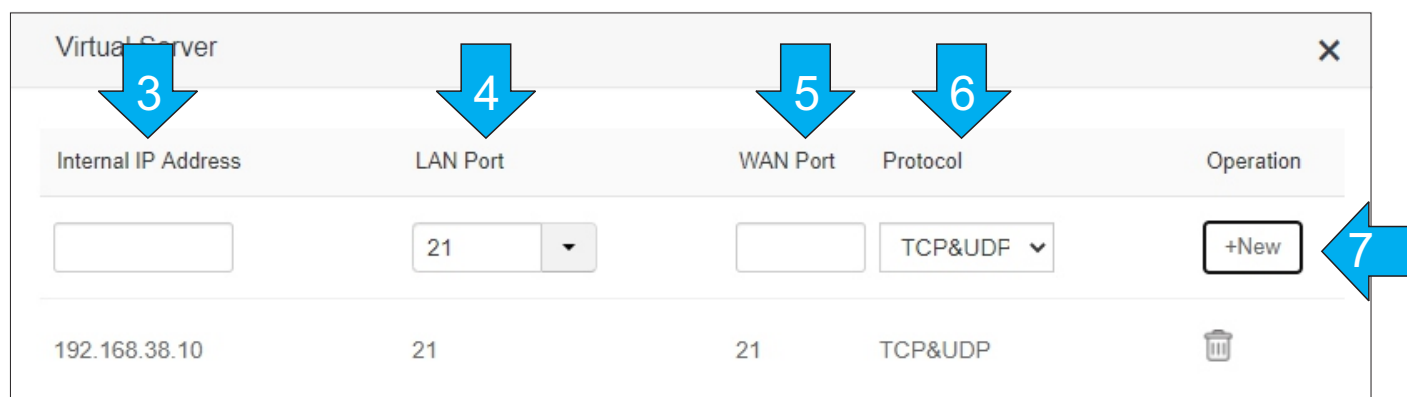 Virtual Server
3 4 5 6
Internal IP Address LAN Port WAN Port Protocol Operation
21 TCP&UDP +New 7
192.168.38.10 21 21 TCP&UDP